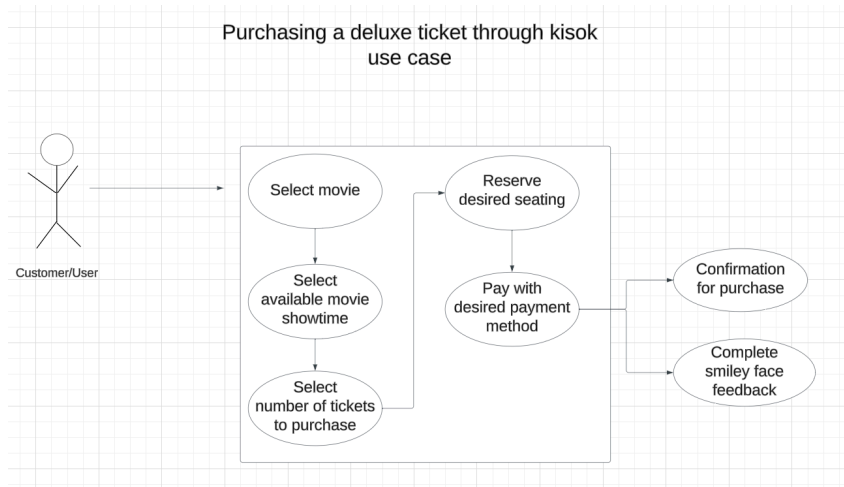 Purchasing a deluxe ticket through kisok
use case
Customer/User
Select movie
Select
available movie
showtime
Select
number of tickets
to purchase
Reserve
desired seating
Pay with
desired payment
method
Confirmation
for purchase
Complete
smiley face
feedback